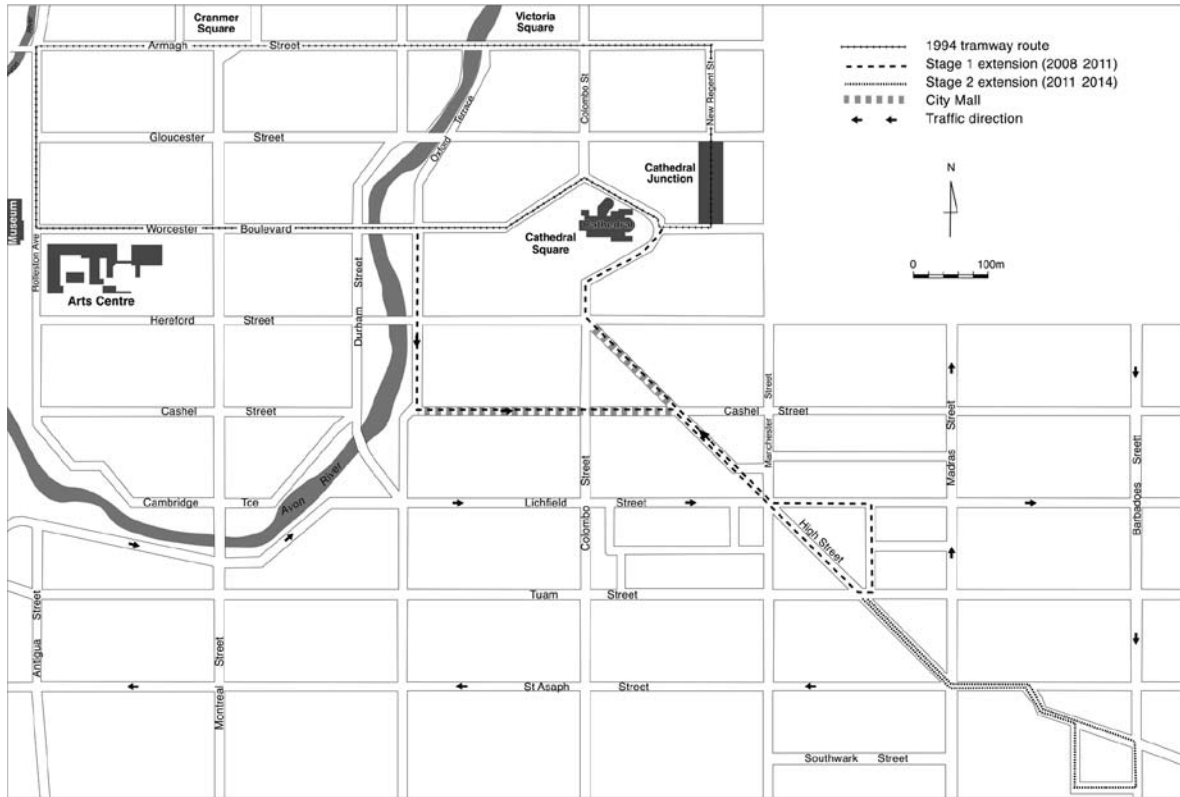 Cranmer
Square
Victoria
Square
Armagh Street
1994 tramway route
Stage 1 extension (2008 2011)
Stage 2 extension (2011 2014)
City Mall
Traffic direction
Colombo St
New Regent St
Oxford Terrace
Gloucester Street
Cathedral
Junction
N
Museum
Worcester Boulevard
Cathedral
Cathedral
Square
Rolleston Ave
Arts Centre
Durham Street
0 100m
Hereford Street
Cashel Street
Cashel Street
Manchester Street
Madras Street
Barbadoes Sreett
Cambridge Tce
Avon River
Lichfield Street
Colombo Street
High Street
Tuam Street
Antigua Street
Montreal Street
St Asaph Street
Southwark Street